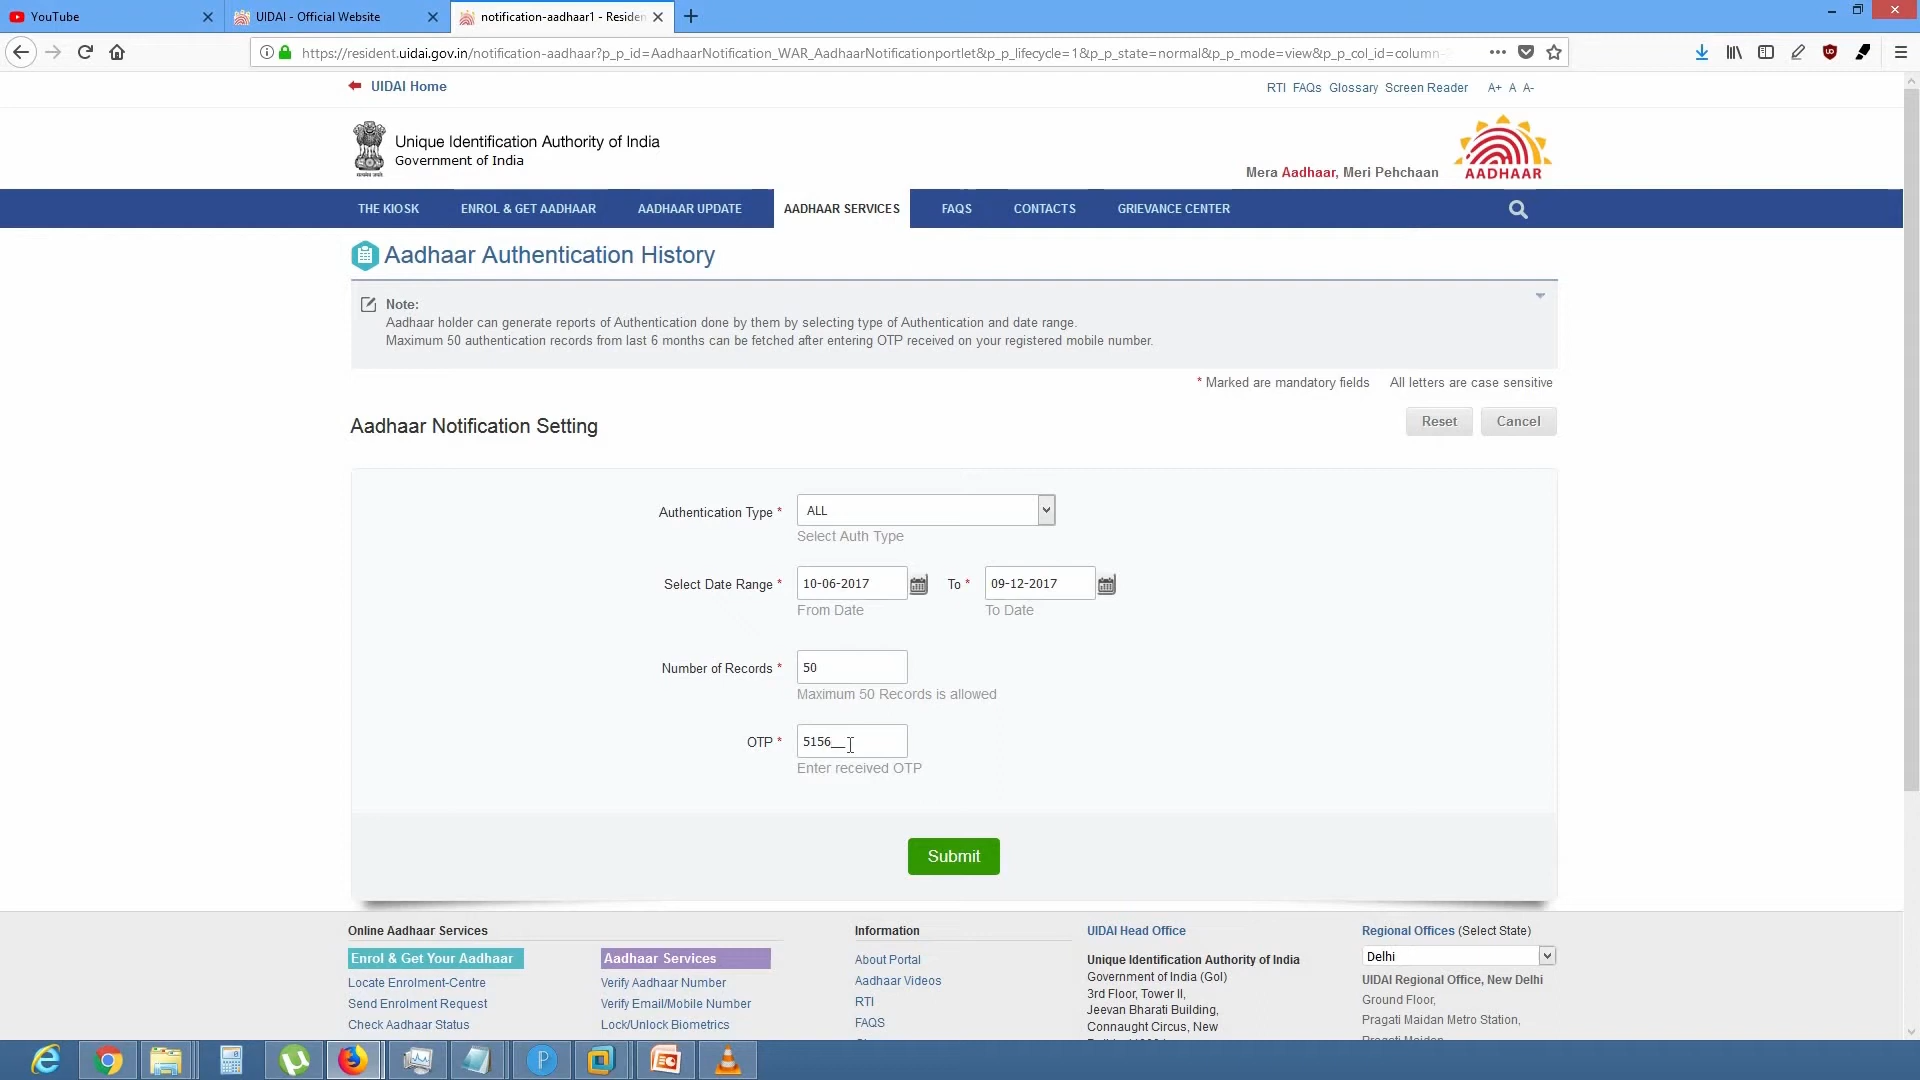 YouTube
UIDAI - Official Website
notification-aadhaar1 - Residen
https://resident.uidai.gov.in/notification-aadhaar?p_p_id=AadhaarNotification_WAR_AadhaarNotificationportlet&p_p_lifecycle=1&p_p_state=normal&p_p_mode=view&p_p_col_id=column-
UIDAI Home
RTI FAQs Glossary Screen Reader A+ A A-
Unique Identification Authority of India
Government of India
सत्यमेव जयते
Mera Aadhaar, Meri Pehchaan
AADHAAR
THE KIOSK ENROL & GET AADHAAR AADHAAR UPDATE AADHAAR SERVICES FAQS CONTACTS GRIEVANCE CENTER
Aadhaar Authentication History
Note:
Aadhaar holder can generate reports of Authentication done by them by selecting type of Authentication and date range.
Maximum 50 authentication records from last 6 months can be fetched after entering OTP received on your registered mobile number.
* Marked are mandatory fields All letters are case sensitive
Aadhaar Notification Setting
Reset Cancel
Authentication Type * ALL
Select Auth Type
Select Date Range * 10-06-2017 To * 09-12-2017
From Date To Date
Number of Records * 50
Maximum 50 Records is allowed
OTP * 5156__
Enter received OTP
Submit
Online Aadhaar Services
Enrol & Get Your Aadhaar
Locate Enrolment-Centre
Send Enrolment Request
Check Aadhaar Status
Aadhaar Services
Verify Aadhaar Number
Verify Email/Mobile Number
Lock/Unlock Biometrics
Information
About Portal
Aadhaar Videos
RTI
FAQS
UIDAI Head Office
Unique Identification Authority of India
Government of India (GoI)
3rd Floor, Tower II,
Jeevan Bharati Building,
Connaught Circus, New
Regional Offices (Select State)
Delhi
UIDAI Regional Office, New Delhi
Ground Floor,
Pragati Maidan Metro Station,
Pragati Maidan